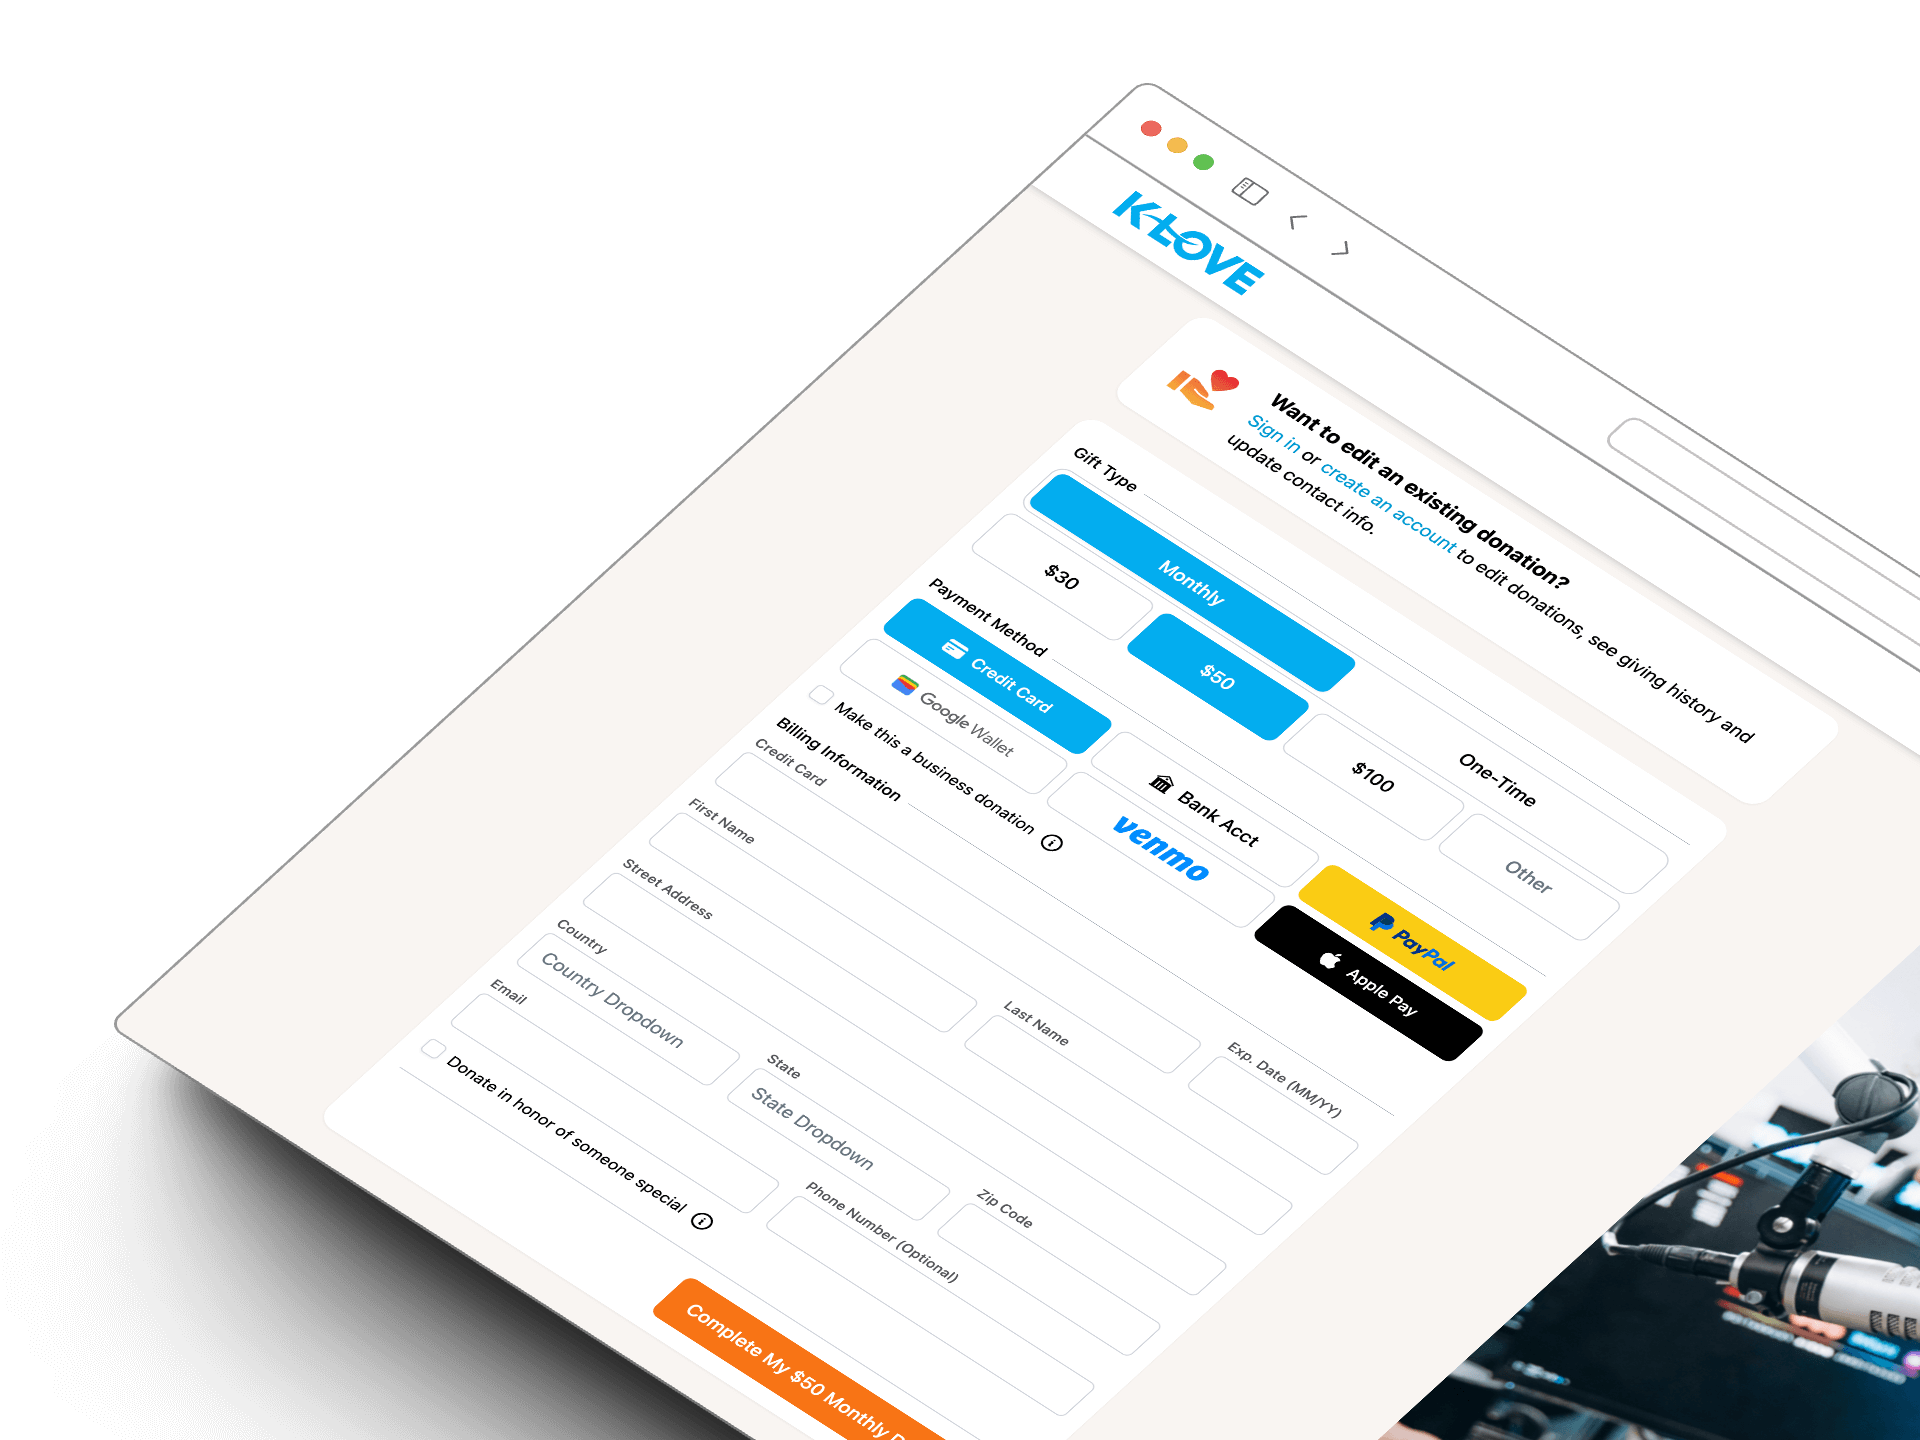 K-LOVE
Want to edit an existing donation?
Sign in or create an account to edit donations, see giving history and
update contact info.
Gift Type
Monthly
One-Time
$30
$50
$100
Other
Payment Method
Credit Card
Bank Acct
PayPal
Google Wallet
venmo
Apple Pay
Make this a business donation
Billing Information
Credit Card
Exp. Date (MM/YY)
First Name
Last Name
Street Address
Country
Country Dropdown
State
State Dropdown
Zip Code
Email
Phone Number (Optional)
Donate in honor of someone special
Complete My $50 Monthly